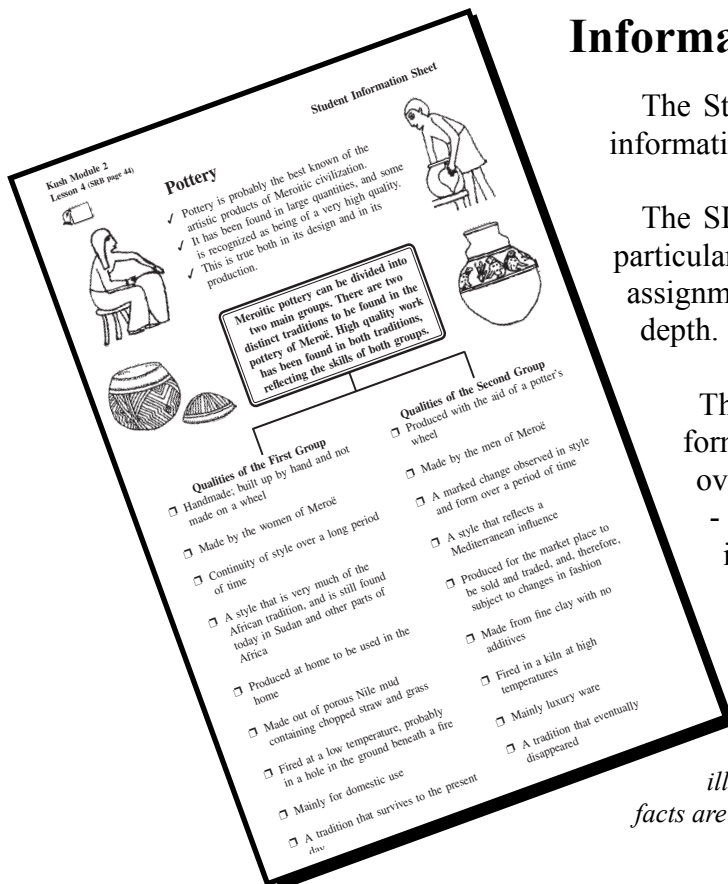 Informa
The St
informati
The SI
particular
assignm
depth.
Th
form
ov
-
i
ill
facts are
Student Information Sheet
Kush Module 2
Lesson 4 (SRB page 44)
Pottery
✓ Pottery is probably the best known of the
artistic products of Meroitic civilization.
✓ It has been found in large quantities, and some
is recognized as being of a very high quality.
✓ This is true both in its design and in its
production.
Meroitic pottery can be divided into
two main groups. There are two
distinct traditions to be found in the
pottery of Meroë. High quality work
has been found in both traditions,
reflecting the skills of both groups.
Qualities of the First Group
❒ Handmade; built up by hand and not
made on a wheel
❒ Made by the women of Meroë
❒ Continuity of style over a long period
of time
❒ A style that is very much of the
African tradition, and is still found
today in Sudan and other parts of
Africa
❒ Produced at home to be used in the
home
❒ Made out of porous Nile mud
containing chopped straw and grass
❒ Fired at a low temperature, probably
in a hole in the ground beneath a fire
❒ Mainly for domestic use
❒ A tradition that survives to the present
day
Qualities of the Second Group
❒ Produced with the aid of a potter's
wheel
❒ Made by the men of Meroë
❒ A marked change observed in style
and form over a period of time
❒ A style that reflects a
Mediterranean influence
❒ Produced for the market place to
be sold and traded, and, therefore,
subject to changes in fashion
❒ Made from fine clay with no
additives
❒ Fired in a kiln at high
temperatures
❒ Mainly luxury ware
❒ A tradition that eventually
disappeared